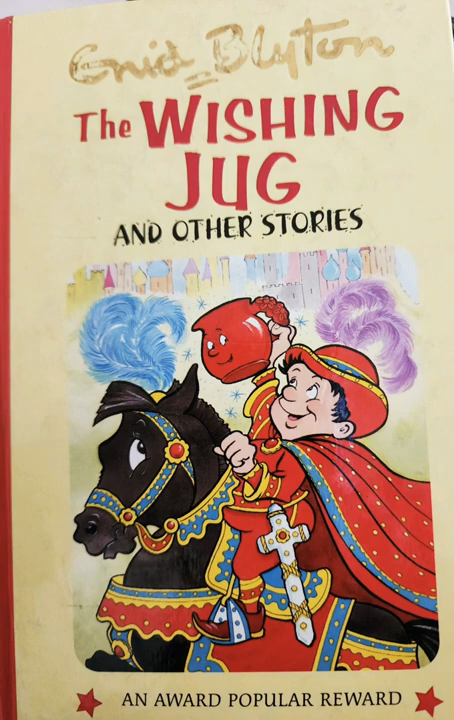 Enid Blyton
The WISHING
JUG
AND OTHER STORIES
AN AWARD POPULAR REWARD